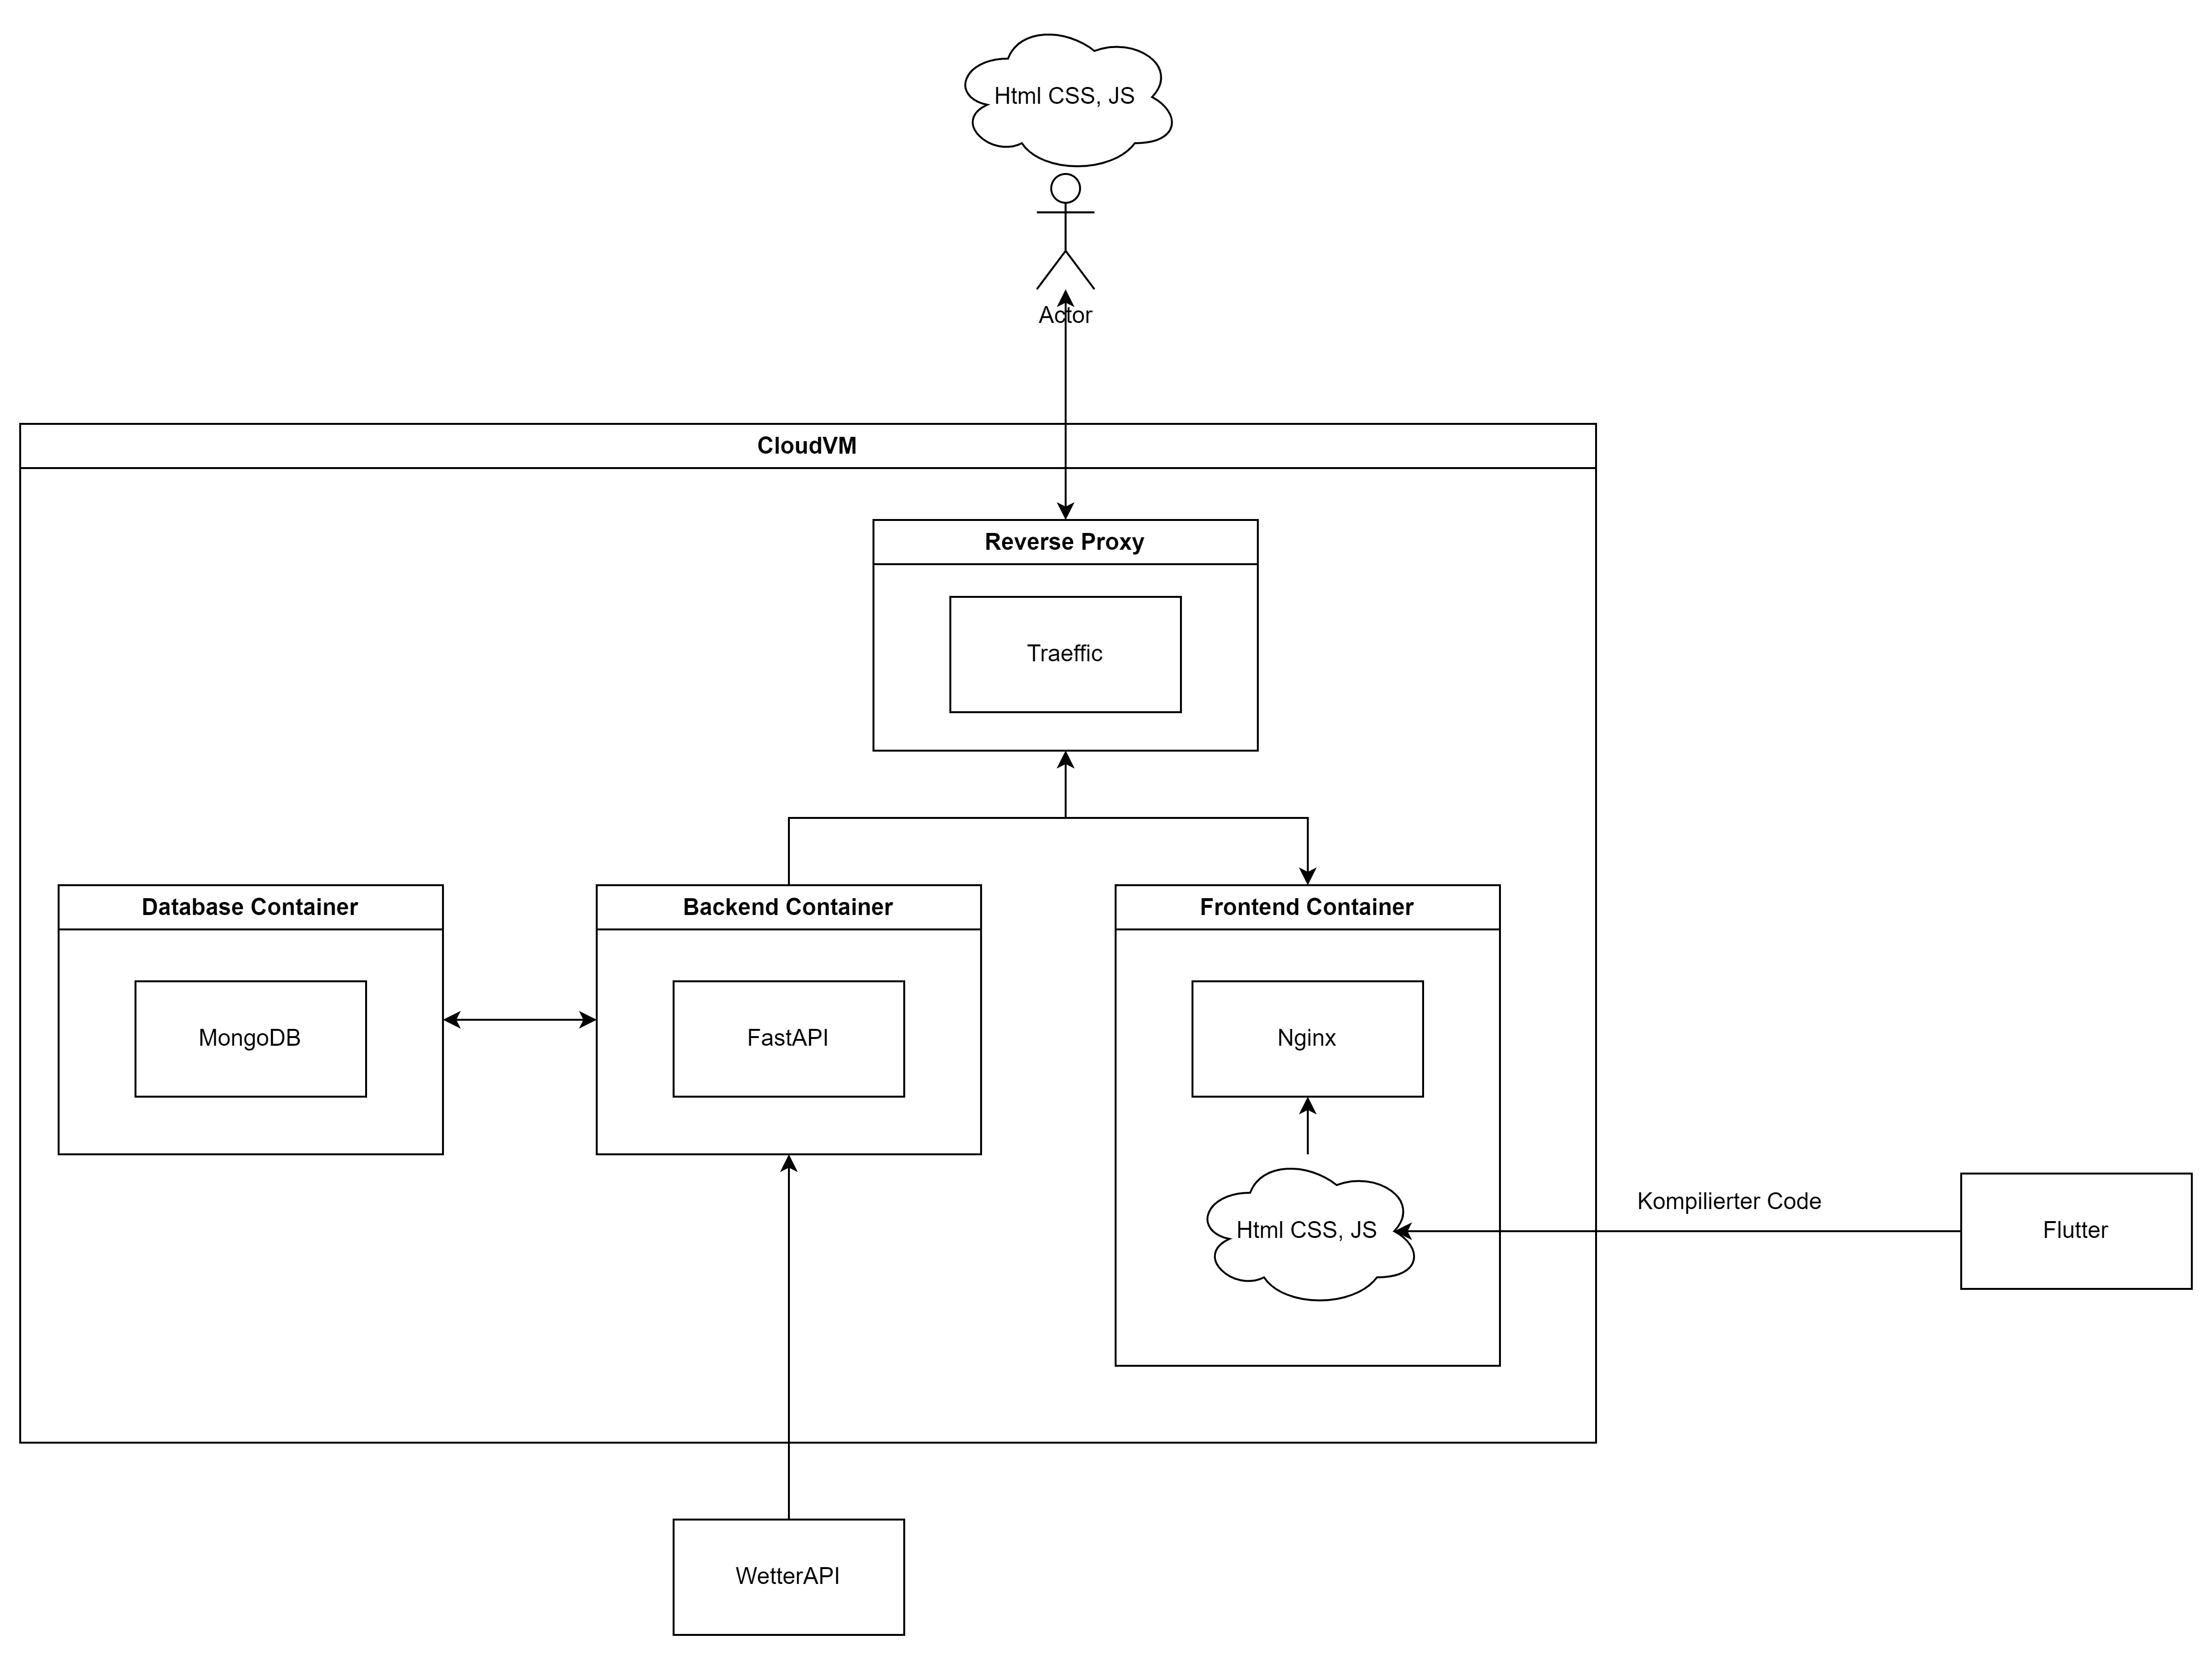 Html CSS, JS
Actor
CloudVM
Reverse Proxy
Traeffic
Database Container
Backend Container
Frontend Container
MongoDB
FastAPI
Nginx
Html CSS, JS
Kompilierter Code
Flutter
WetterAPI